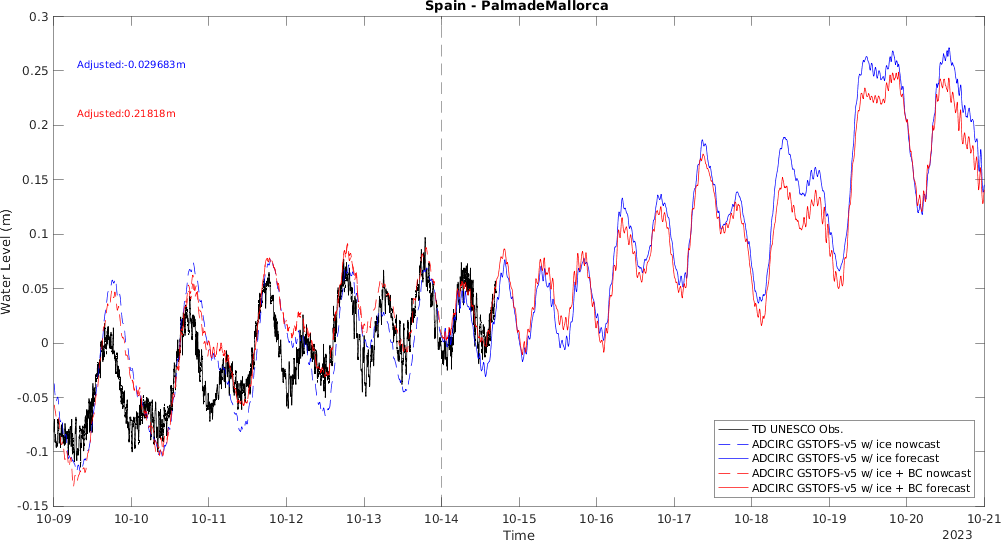 Spain - PalmadeMallorca
0.3
0.25
0.2
0.15
0.1
0.05
0
-0.05
-0.1
-0.15
Water Level (m)
Adjusted:-0.029683m
Adjusted:0.21818m
TD UNESCO Obs.
ADCIRC GSTOFS-v5 w/ ice nowcast
ADCIRC GSTOFS-v5 w/ ice forecast
ADCIRC GSTOFS-v5 w/ ice + BC nowcast
ADCIRC GSTOFS-v5 w/ ice + BC forecast
10-09 10-10 10-11 10-12 10-13 10-14 10-15 10-16 10-17 10-18 10-19 10-20 10-21
Time
2023